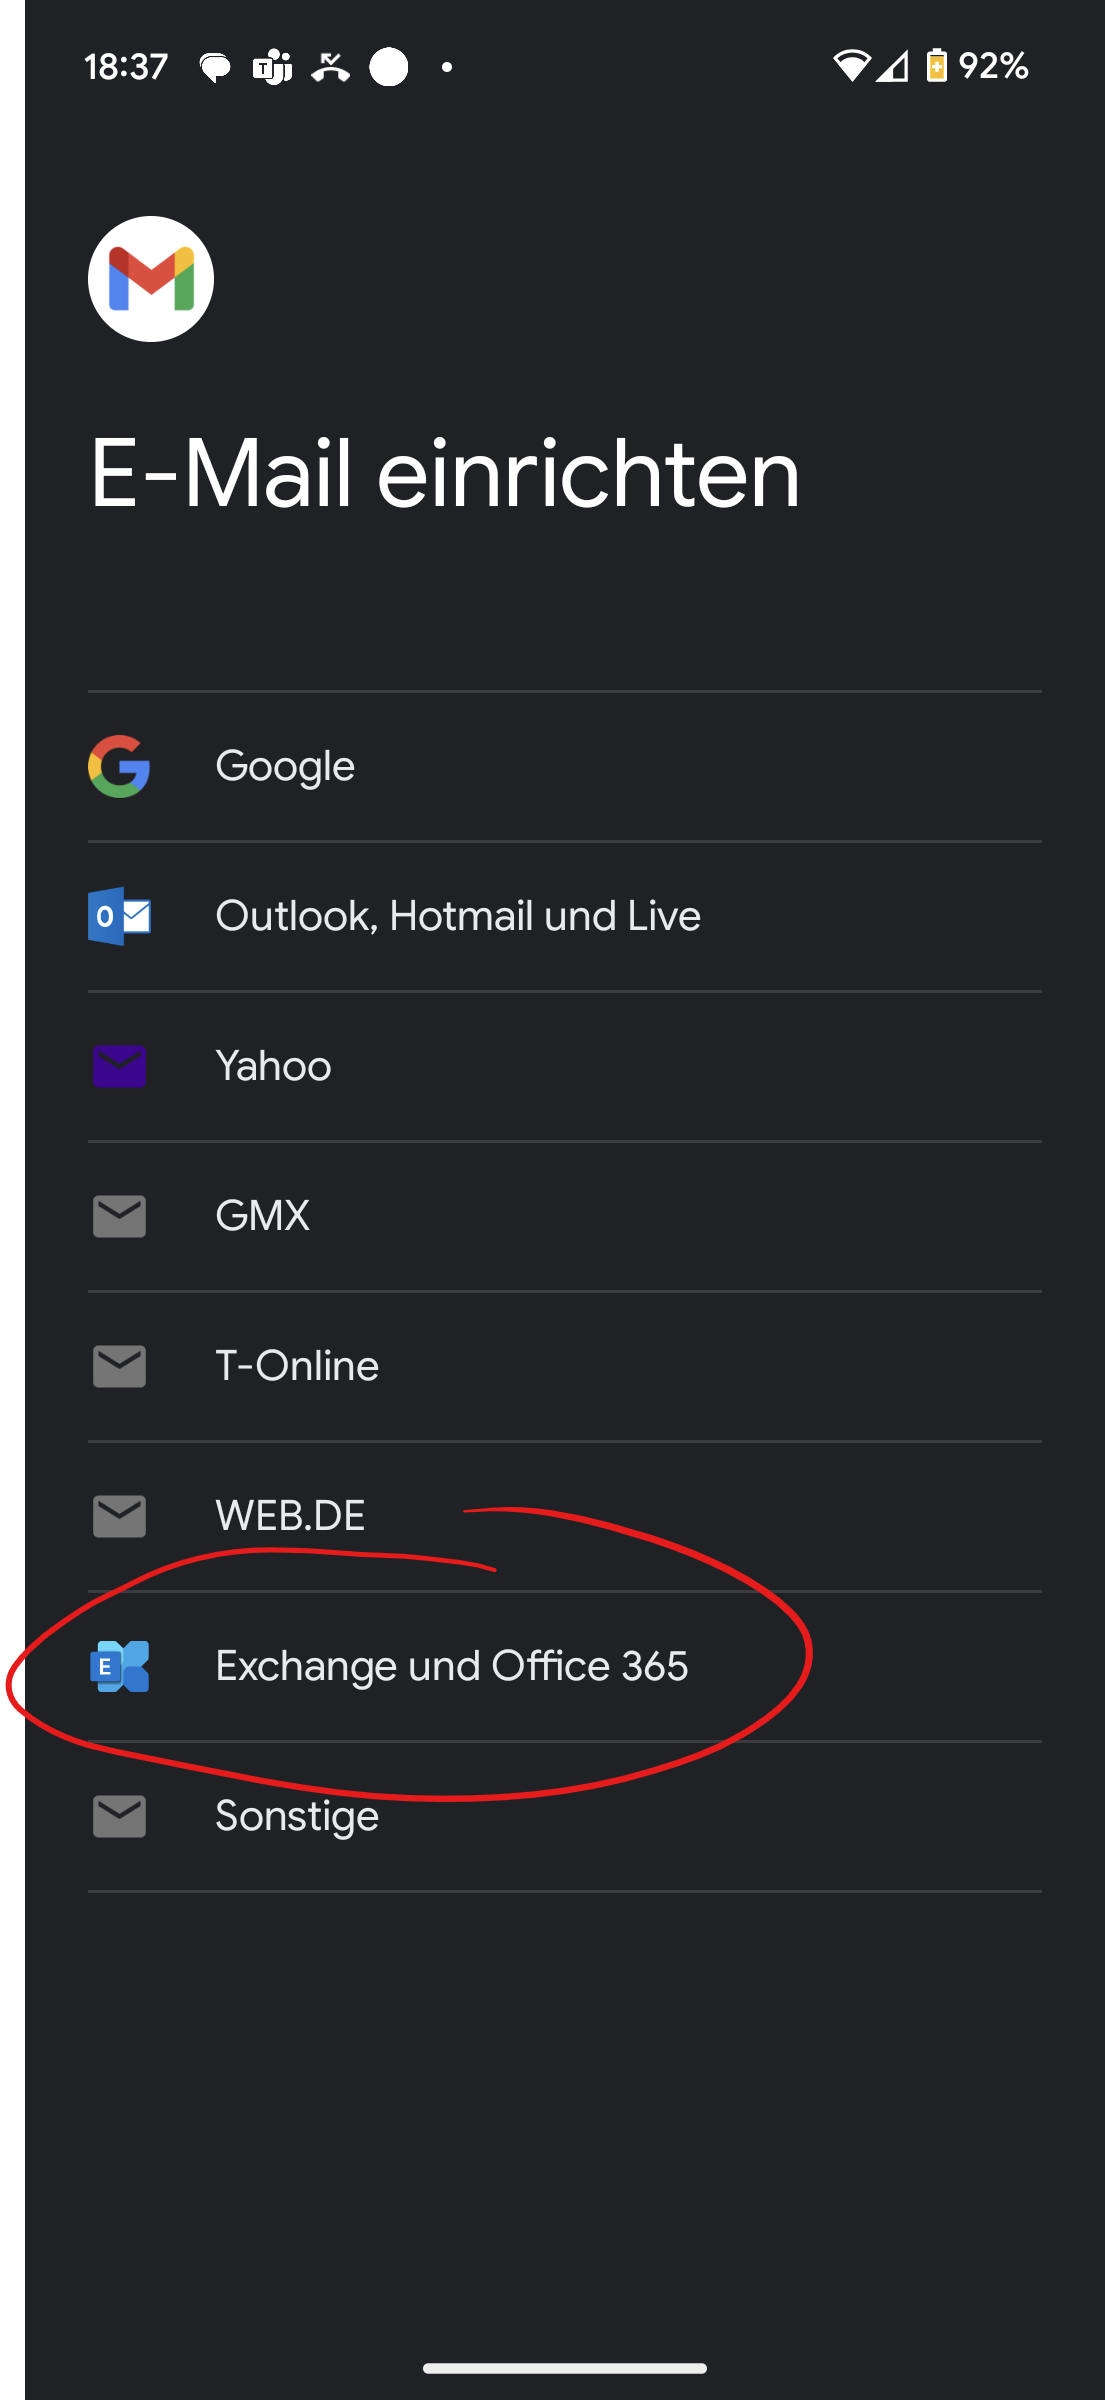 18:37 92%
E-Mail einrichten
Google
Outlook, Hotmail und Live
Yahoo
GMX
T-Online
WEB.DE
Exchange und Office 365
Sonstige